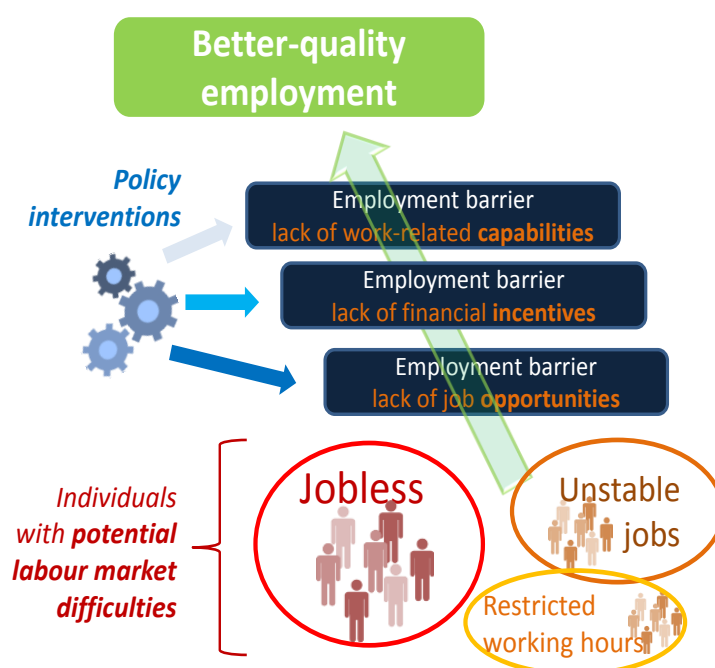 Better-quality
employment
Policy
interventions
Employment barrier
lack of work-related capabilities
Employment barrier
lack of financial incentives
Employment barrier
lack of job opportunities
Individuals
with potential
labour market
difficulties
Jobless
Unstable
jobs
Restricted
working hours